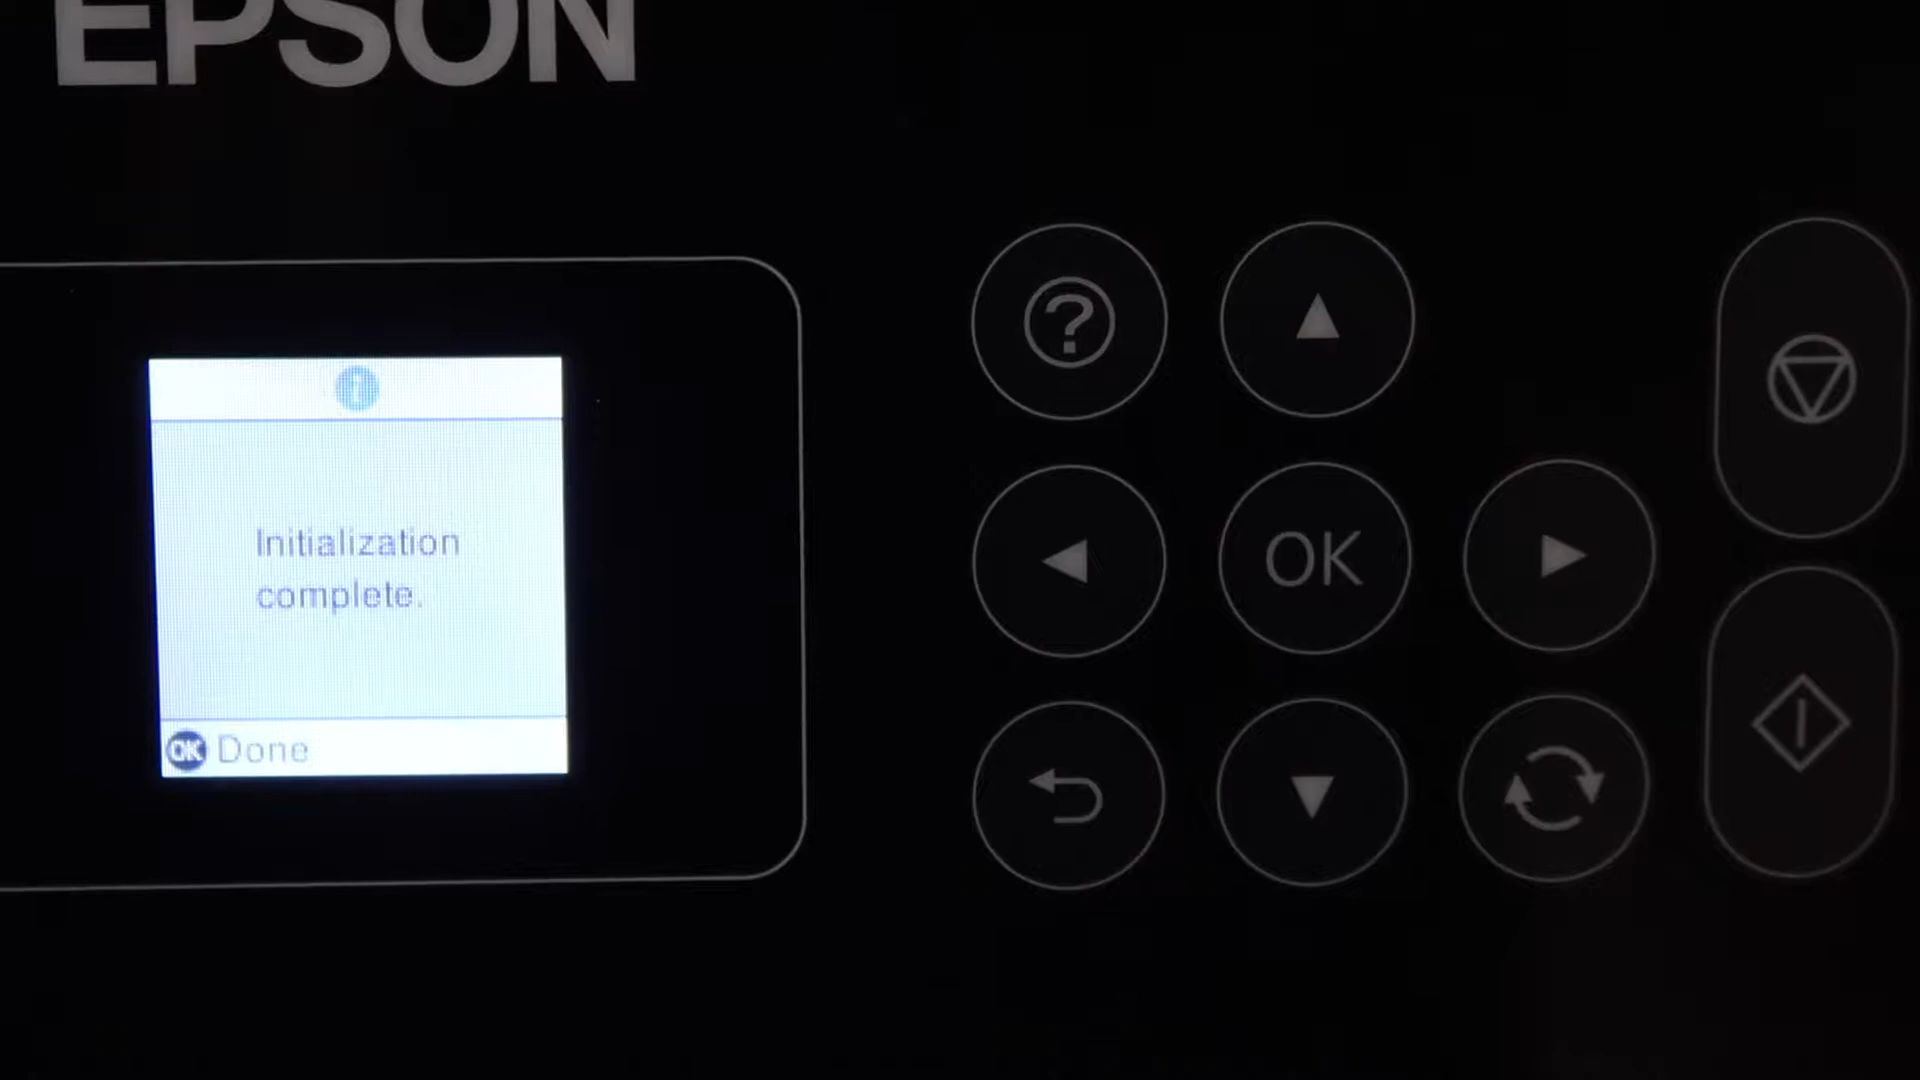 EPSON
i
Initialization
complete.
OK Done
?
OK